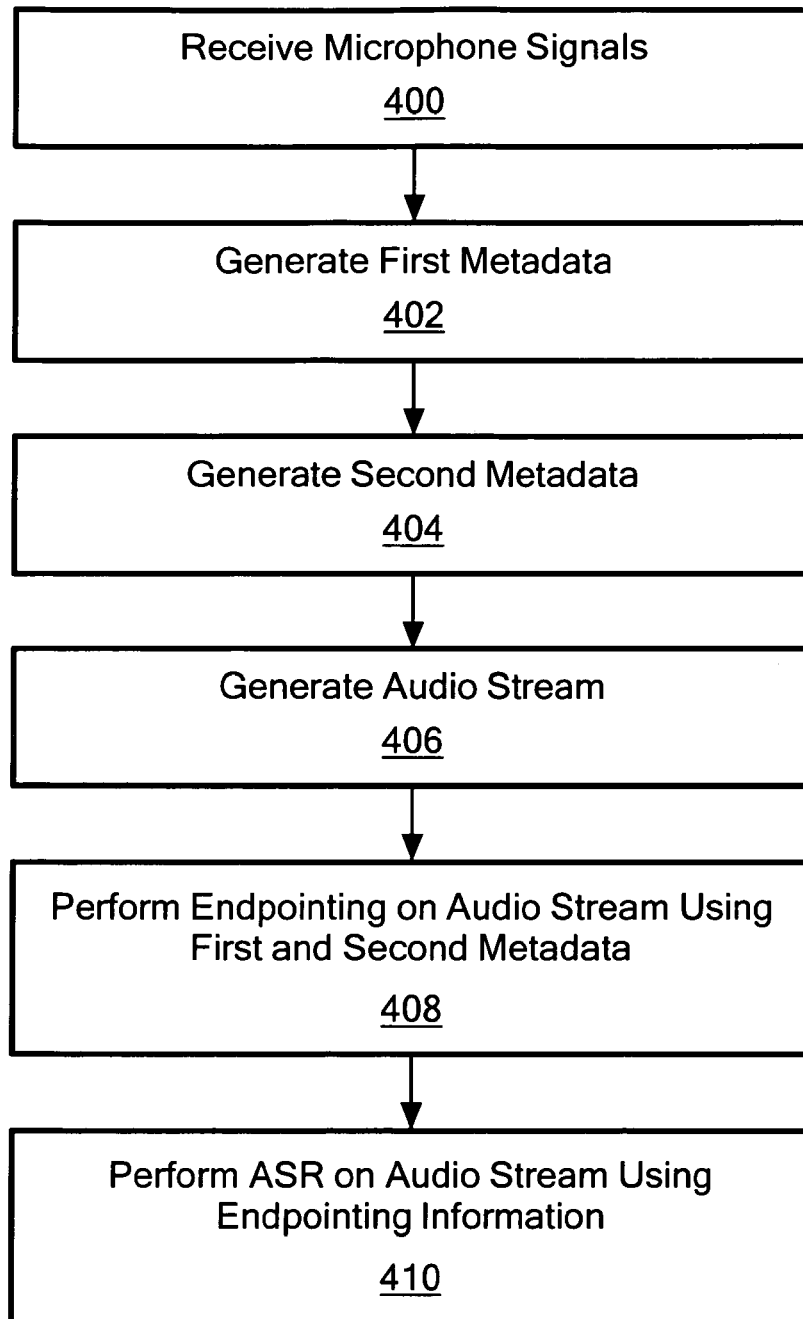 Receive Microphone Signals
400
Generate First Metadata
402
Generate Second Metadata
404
Generate Audio Stream
406
Perform Endpointing on Audio Stream Using
First and Second Metadata
408
Perform ASR on Audio Stream Using
Endpointing Information
410